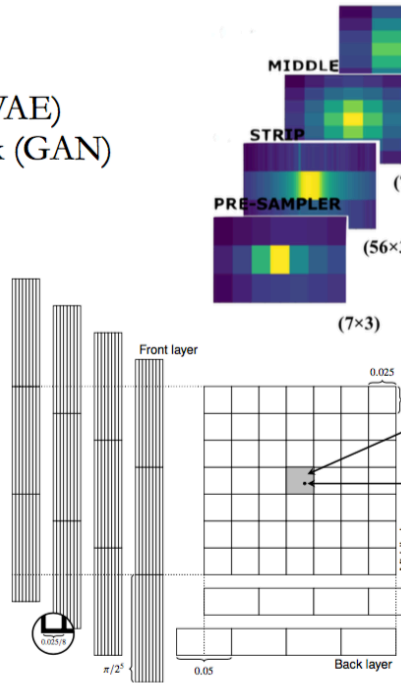 VAE)
k (GAN)
MIDDLE
STRIP
PRE-SAMPLER
(56×3
(7×3)
Front layer
0.025
0.025/8
π/2⁵
0.05
Back layer